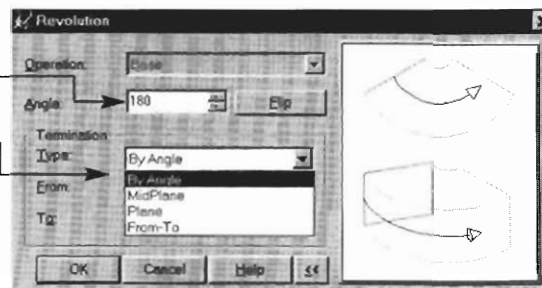 Revolution
Operation: Base
Angle: 180 Flip
Termination
Type: By Angle
By Angle
From: MidPlane
Plane
To: From-To
OK Cancel Help <<